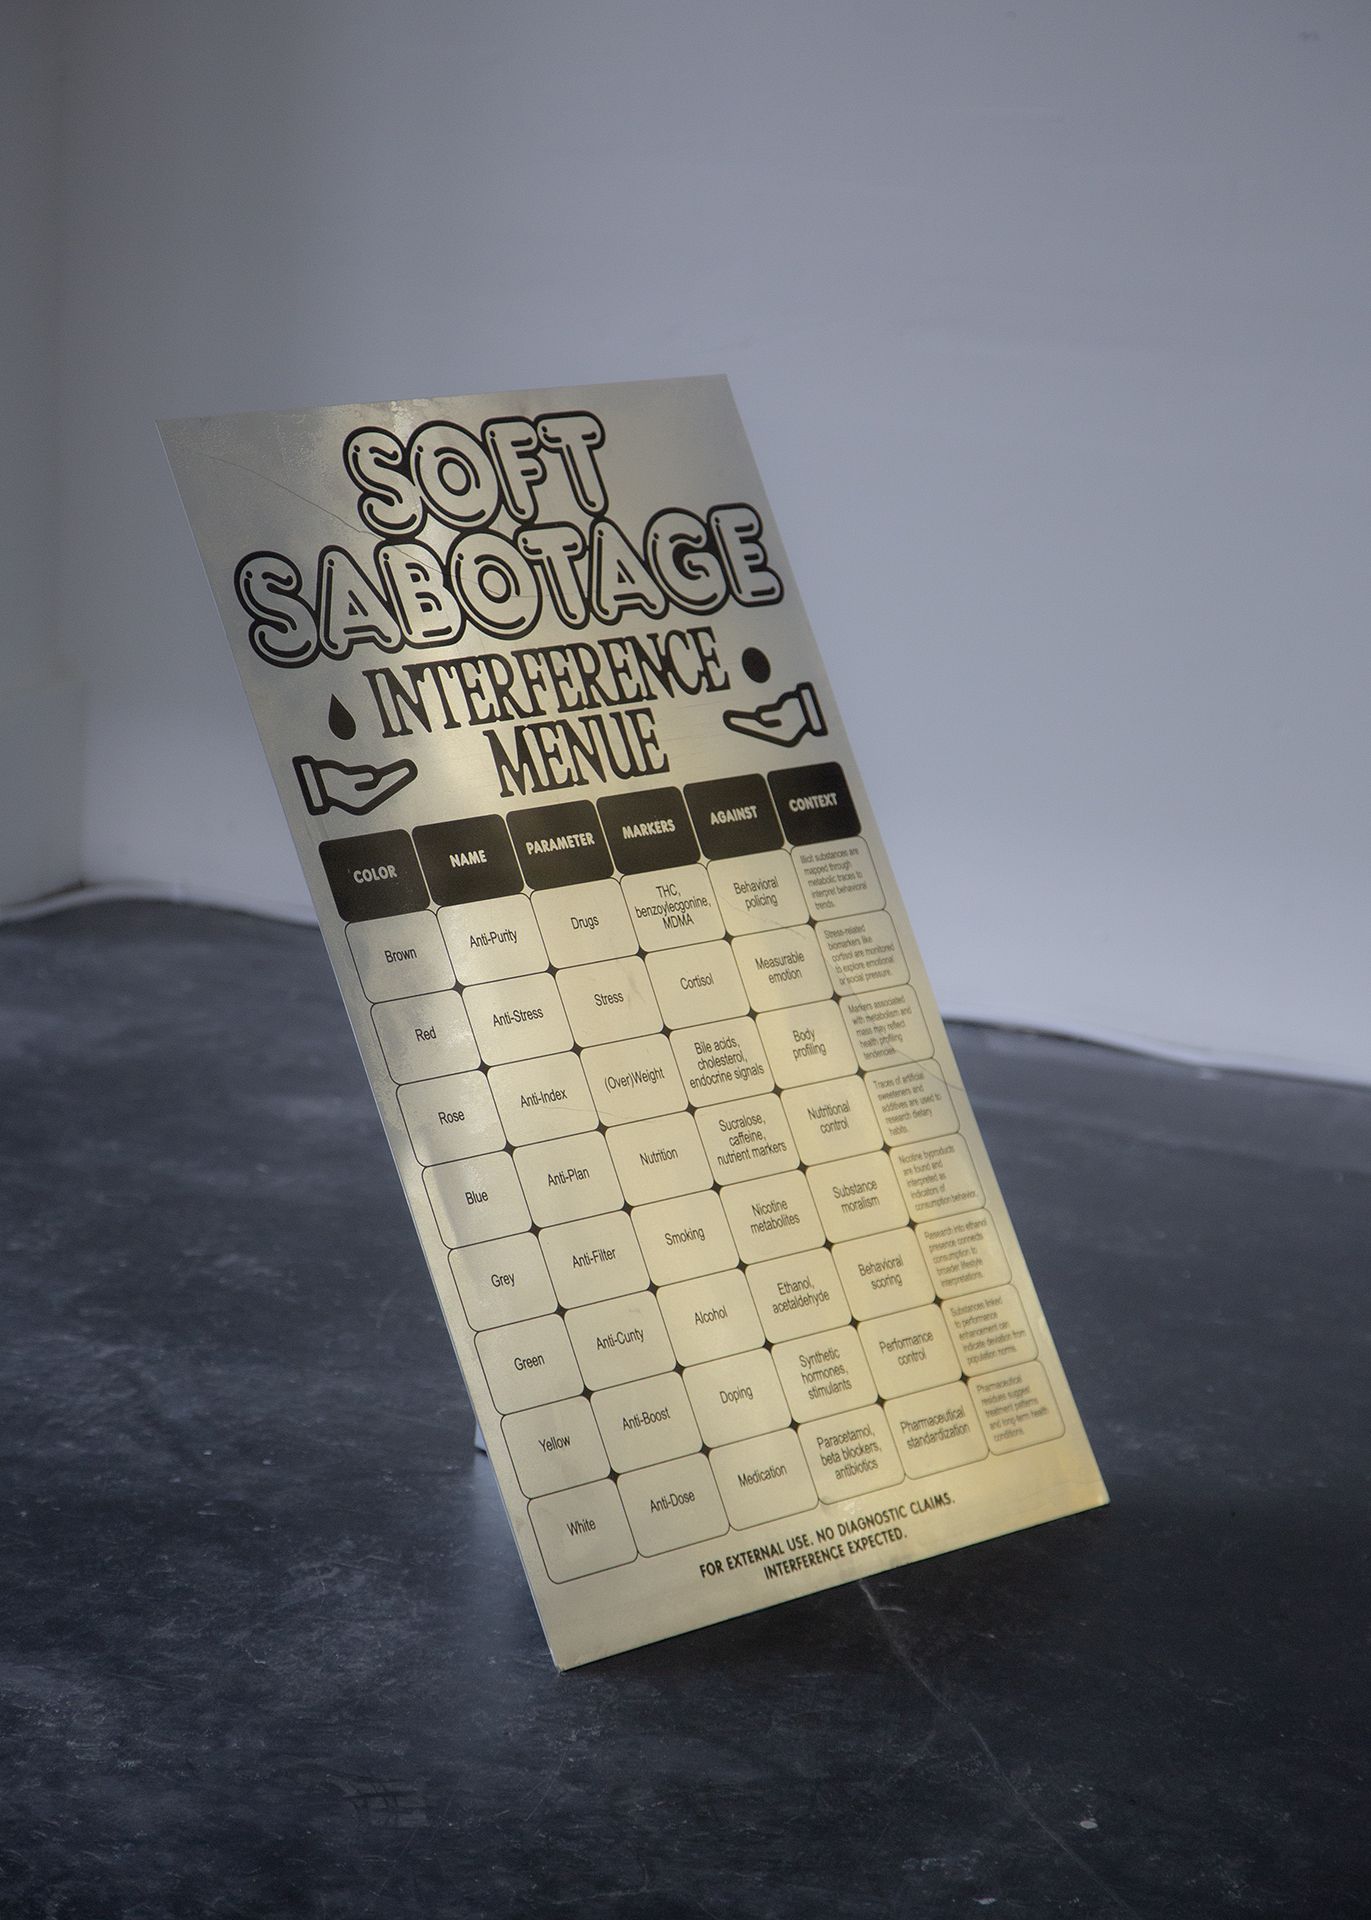 SOFT
SABOTAGE
INTERFERENCE
MENUE
COLOR
NAME
PARAMETER
MARKERS
AGAINST
CONTEXT
Brown
Anti-Purity
Drugs
THC,
benzoylecgonine,
MDMA
Behavioral
policing
Illicit substances are
mapped through
metabolic traces to
interpret behavioral
trends.
Red
Anti-Stress
Stress
Cortisol
Measurable
emotion
Stress-related
biomarkers like
cortisol are monitored
to explore emotional
or social pressure.
Rose
Anti-Index
(Over)Weight
Bile acids,
cholesterol,
endocrine signals
Body
profiling
Markers associated
with metabolism and
mass may reflect
health profiling
tendencies.
Blue
Anti-Plan
Nutrition
Sucralose,
caffeine,
nutrient markers
Nutritional
control
Traces of artificial
sweeteners and
additives are used to
research dietary
habits.
Grey
Anti-Filter
Smoking
Nicotine
metabolites
Substance
moralism
Nicotine byproducts
are found and
interpreted as
indicators of
consumption behavior.
Green
Anti-Cunty
Alcohol
Ethanol,
acetaldehyde
Behavioral
scoring
Research into ethanol
presence connects
consumption to
broader lifestyle
interpretations.
Yellow
Anti-Boost
Doping
Synthetic
hormones,
stimulants
Performance
control
Substances linked
to performance
enhancement can
indicate deviation from
population norms.
White
Anti-Dose
Medication
Paracetamol,
beta blockers,
antibiotics
Pharmaceutical
standardization
Pharmaceutical
residues suggest
treatment patterns
and long-term health
conditions.
FOR EXTERNAL USE. NO DIAGNOSTIC CLAIMS.
INTERFERENCE EXPECTED.